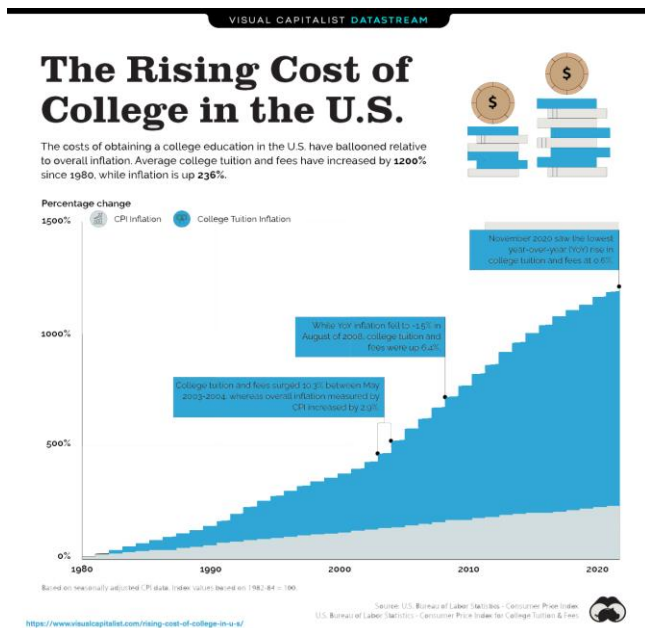 VISUAL CAPITALIST DATASTREAM
The Rising Cost of
College in the U.S.
The costs of obtaining a college education in the U.S. have ballooned relative
to overall inflation. Average college tuition and fees have increased by 1200%
since 1980, while inflation is up 236%.
$
$
Percentage change
CPI Inflation
College Tuition Inflation
1500%
1000%
500%
0%
November 2020 saw the lowest
year-over-year (YoY) rise in
college tuition and fees at 0.6%.
While YoY inflation fell to -1.5% in
August of 2008, college tuition and
fees were up 6.4%.
College tuition and fees surged 10.3% between May
2003-2004, whereas overall inflation measured by
CPI increased by 2.9%.
1980
1990
2000
2010
2020
Based on seasonally adjusted CPI data. Index values based on 1982-84 = 100.
Source: U.S. Bureau of Labor Statistics - Consumer Price Index
U.S. Bureau of Labor Statistics - Consumer Price Index for College Tuition & Fees
https://www.visualcapitalist.com/rising-cost-of-college-in-u-s/